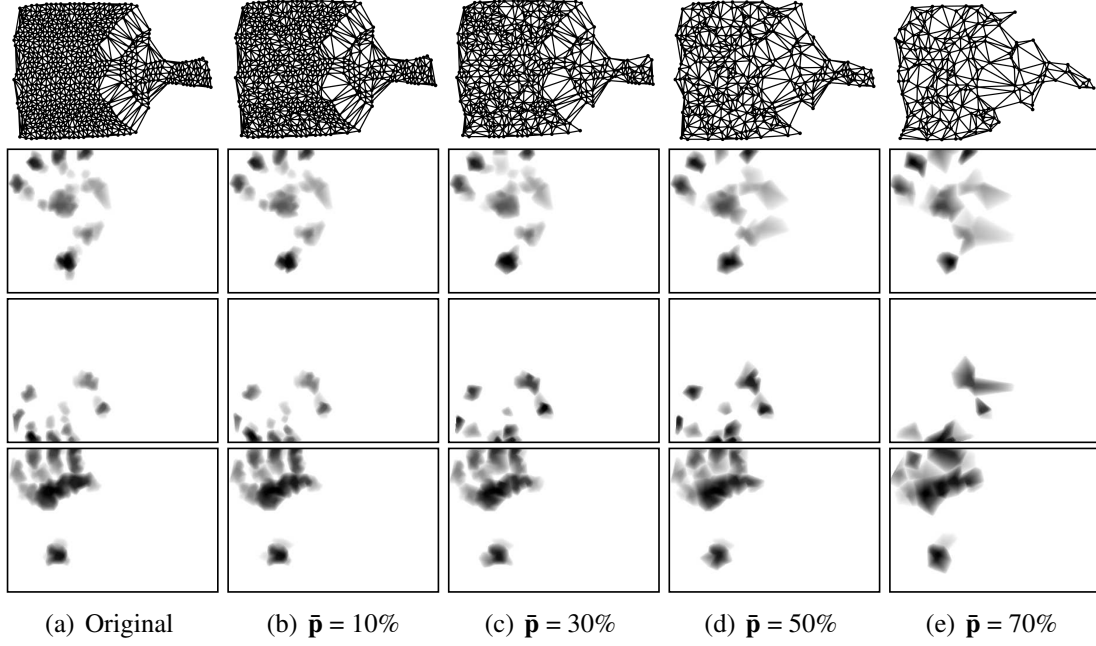 (a) Original (b) p̄ = 10% (c) p̄ = 30% (d) p̄ = 50% (e) p̄ = 70%